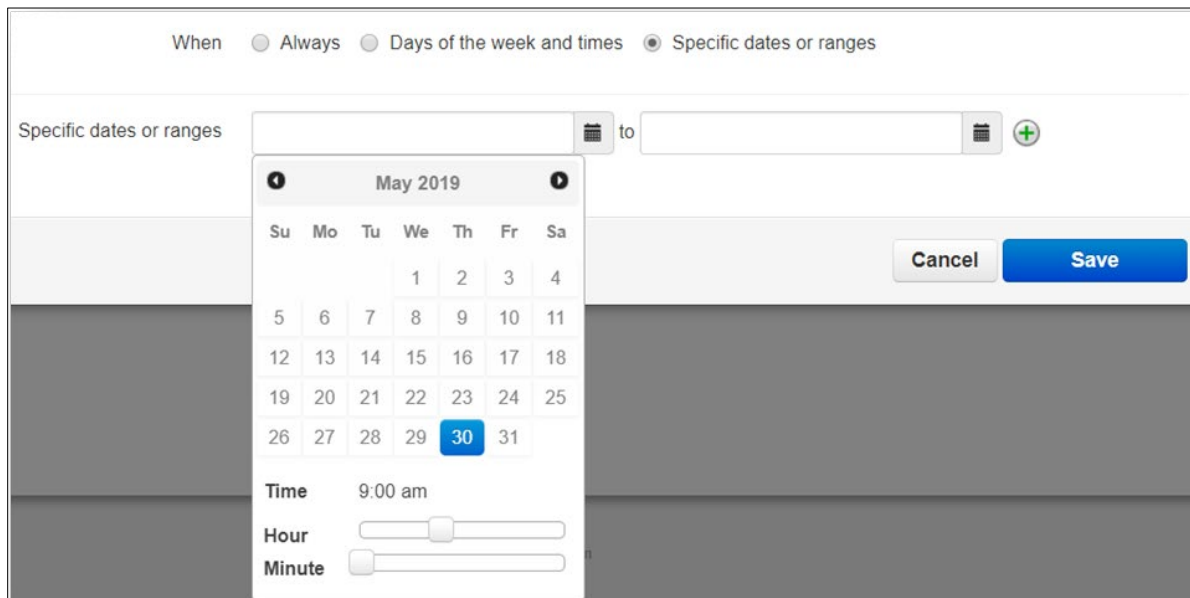 When Always Days of the week and times Specific dates or ranges
Specific dates or ranges to
May 2019
Su Mo Tu We Th Fr Sa
1 2 3 4
5 6 7 8 9 10 11
12 13 14 15 16 17 18
19 20 21 22 23 24 25
26 27 28 29 30 31
Cancel Save
Time 9:00 am
Hour
Minute